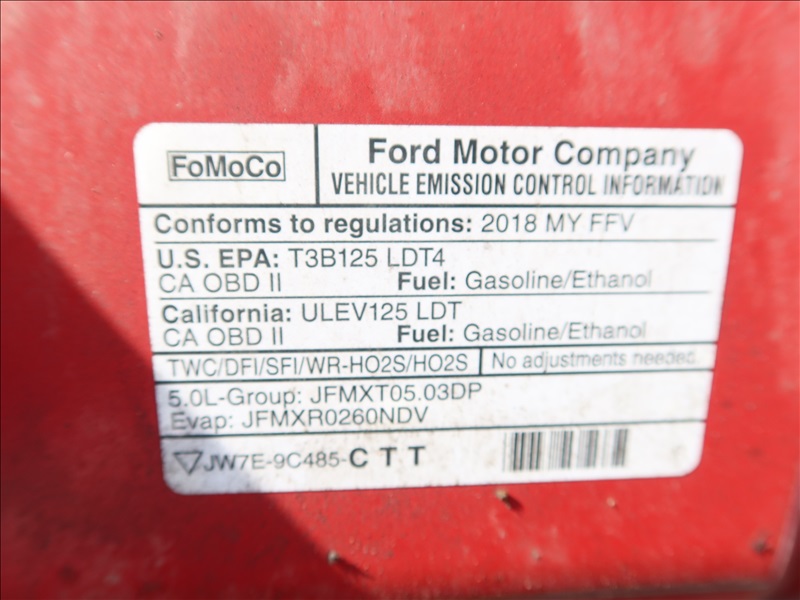 FoMoCo
Ford Motor Company
VEHICLE EMISSION CONTROL INFORMATION
Conforms to regulations: 2018 MY FFV
U.S. EPA: T3B125 LDT4
CA OBD II Fuel: Gasoline/Ethanol
California: ULEV125 LDT
CA OBD II Fuel: Gasoline/Ethanol
TWC/DFI/SFI/WR-HO2S/HO2S No adjustments needed.
5.0L-Group: JFMXT05.03DP
Evap: JFMXR0260NDV
JW7E-9C485-CTT